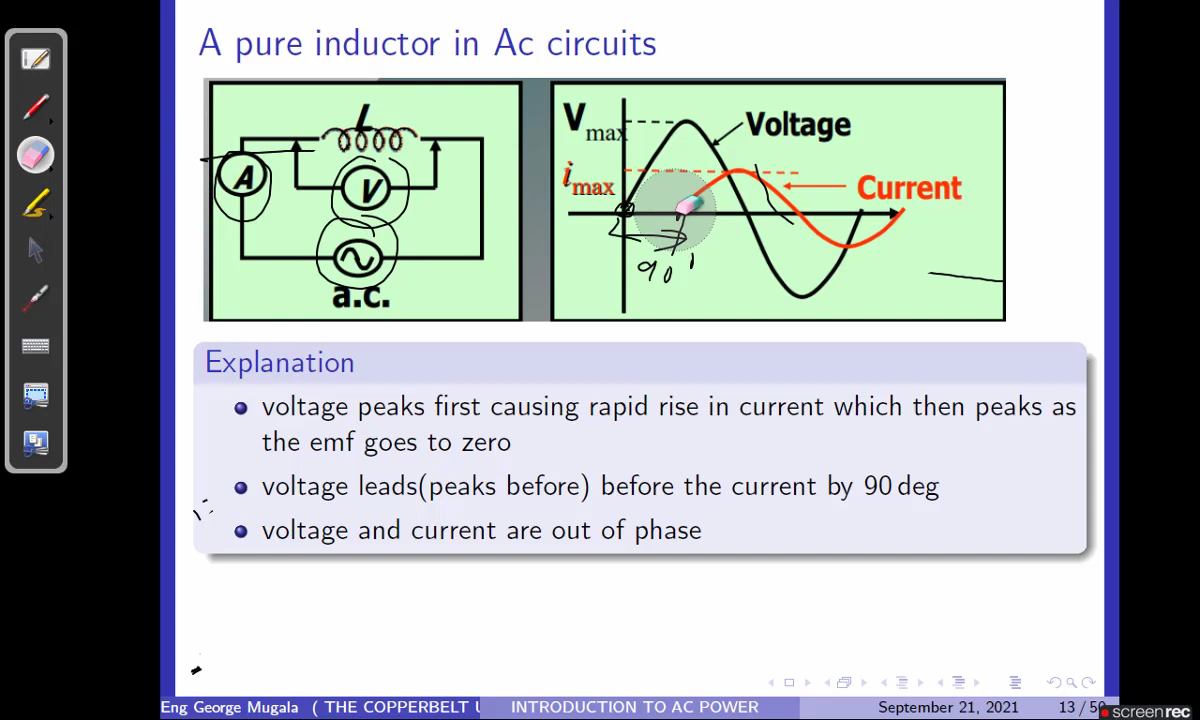 A pure inductor in Ac circuits
L
A
V
a.c.
V max
i max
Voltage
Current
90°
Explanation
voltage peaks first causing rapid rise in current which then peaks as
the emf goes to zero
voltage leads(peaks before) before the current by 90 deg
voltage and current are out of phase
Eng George Mugala ( THE COPPERBELT INTRODUCTION TO AC POWER September 21, 2021 13 /
screenrec